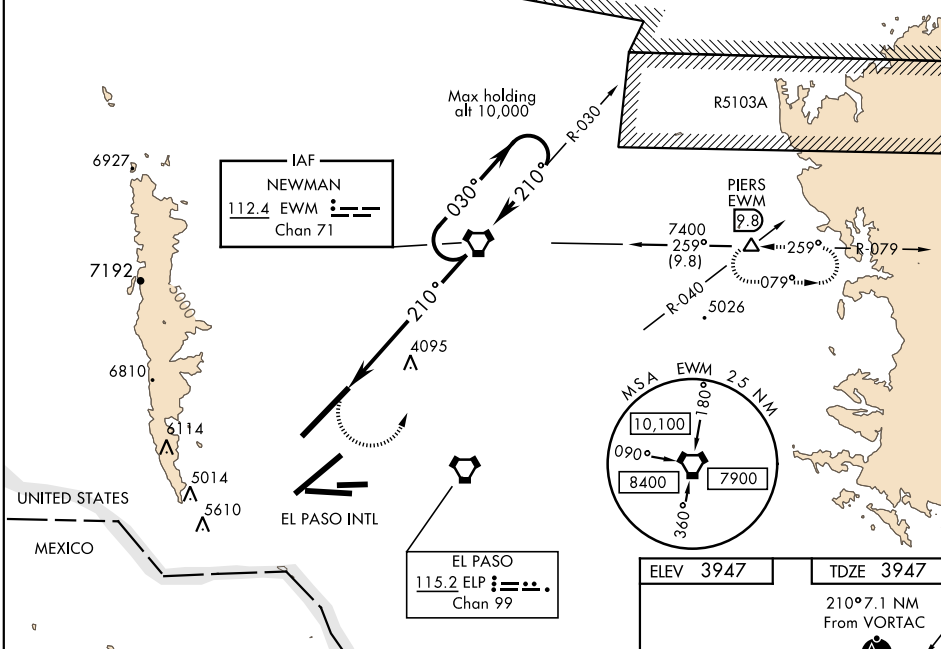 Max holding
alt 10,000
R-030
R5103A
030°
210°
6927
IAF
NEWMAN
112.4 EWM
Chan 71
PIERS
EWM
9.8
7400
259°
(9.8)
259°
R-079
079°
R-040
5026
7192
5000
210°
4095
6810
6114
5014
5610
UNITED STATES
MEXICO
EL PASO INTL
EL PASO
115.2 ELP
Chan 99
MSA EWM 25 NM
180°
10,100
090°
8400
7900
360°
ELEV 3947
TDZE 3947
210° 7.1 NM
From VORTAC